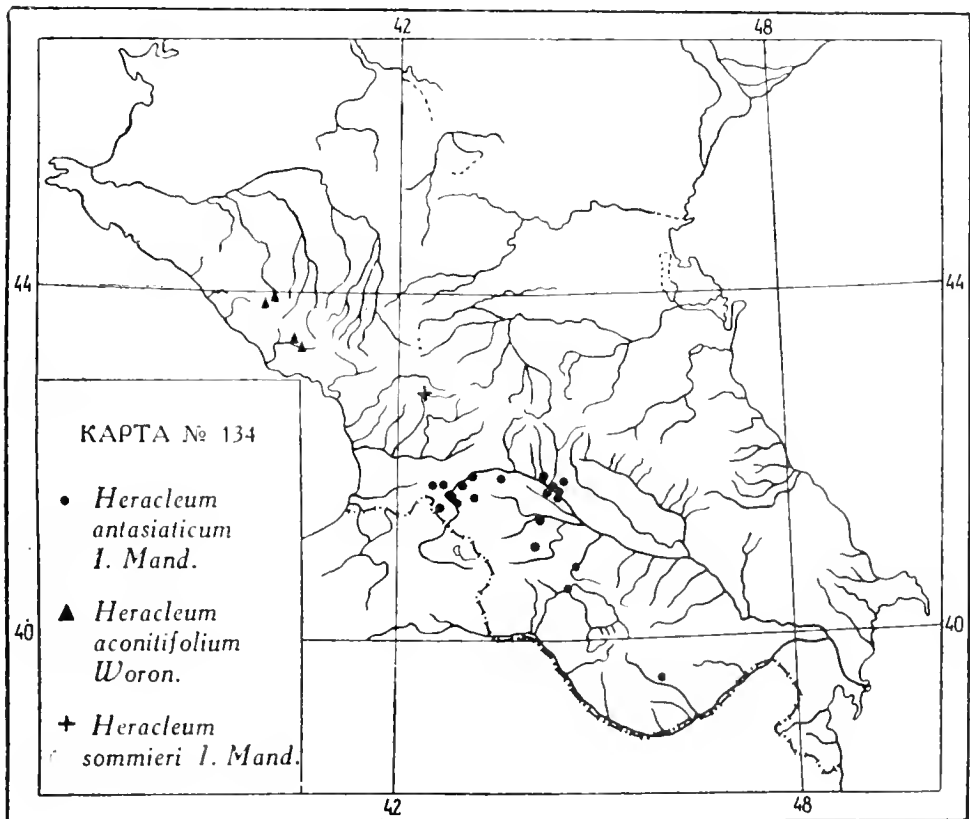 42 48
44 44
КАРТА № 134
Heracleum
antasiaticum
I. Mand.
Heracleum
aconitifolium
Woron.
Heracleum
sommieri I. Mand.
40 40
42 48